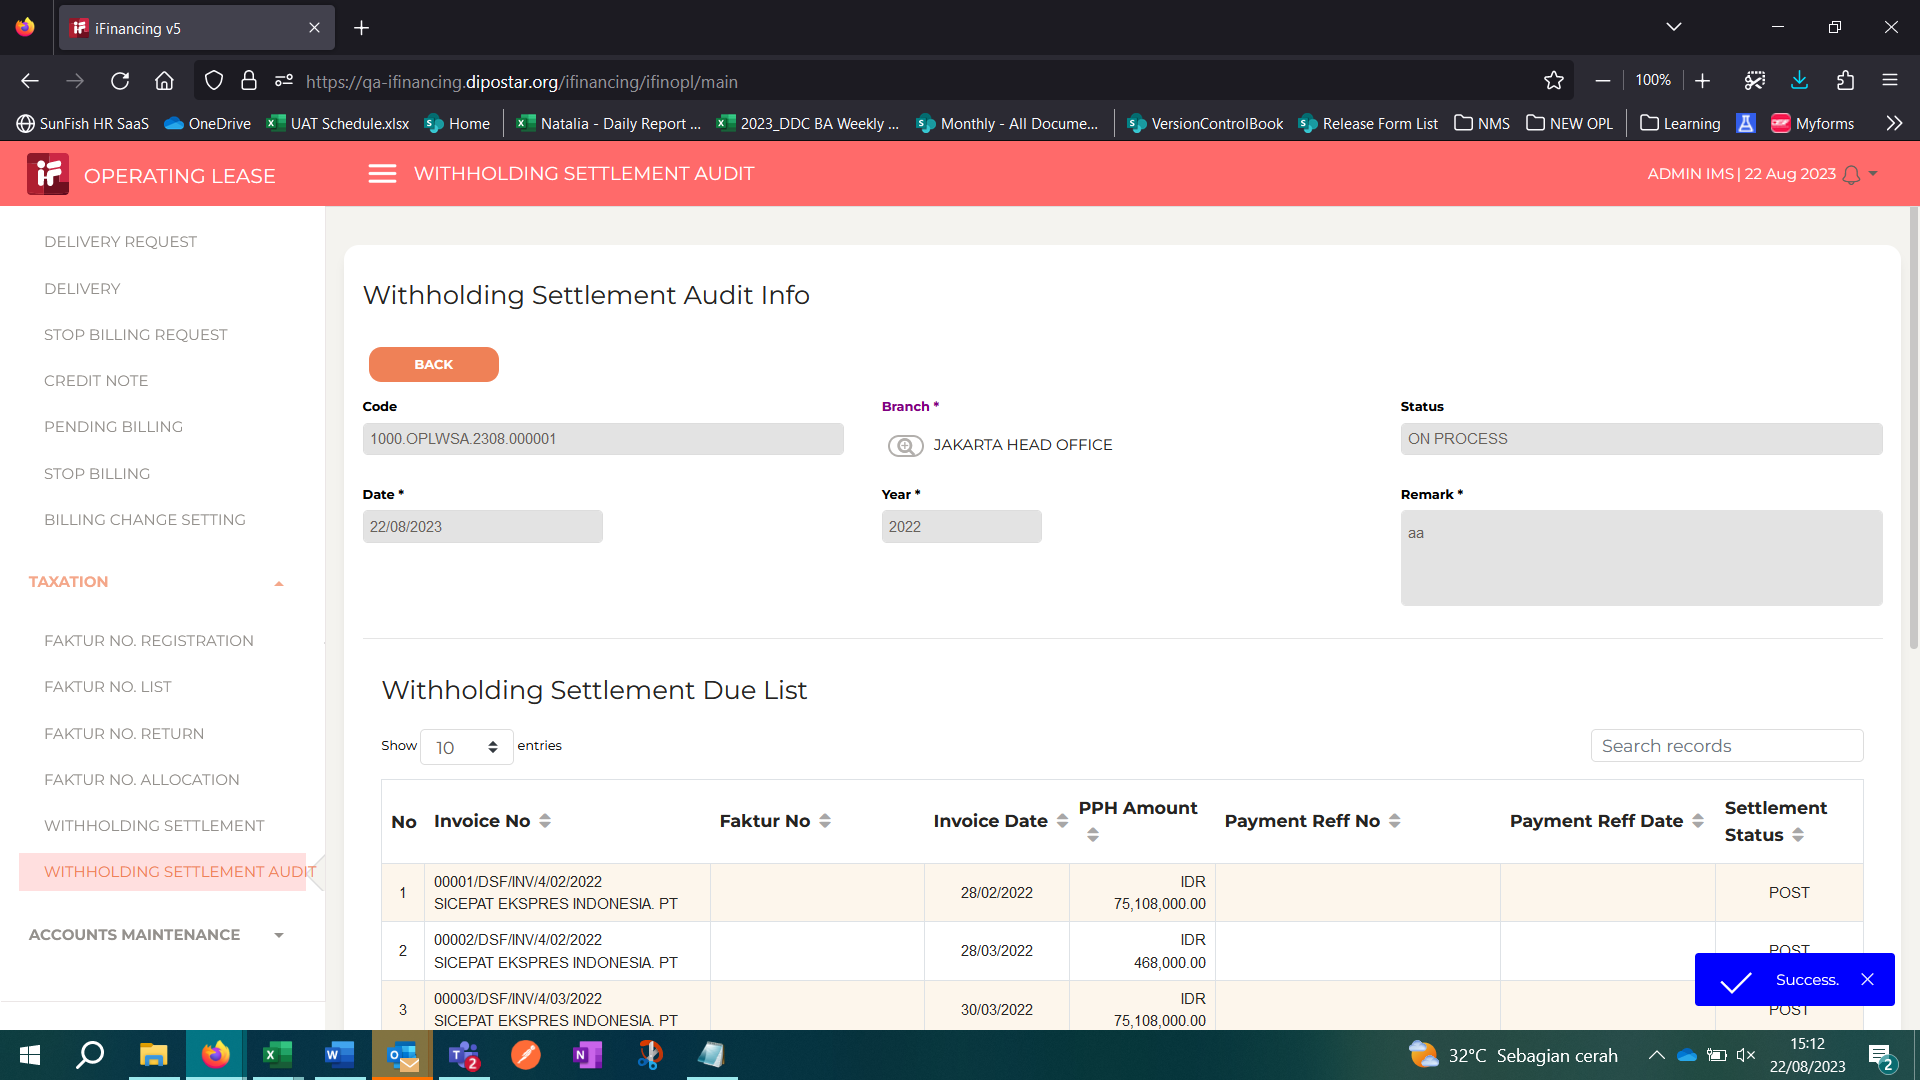 iFinancing v5
https://qa-ifinancing.dipostar.org/ifinancing/ifinopl/main
100%
SunFish HR SaaS
OneDrive
UAT Schedule.xlsx
Home
Natalia - Daily Report ...
2023_DDC BA Weekly ...
Monthly - All Docume...
VersionControlBook
Release Form List
NMS
NEW OPL
Learning
Myforms
iF OPERATING LEASE
WITHHOLDING SETTLEMENT AUDIT
ADMIN IMS | 22 Aug 2023
DELIVERY REQUEST
DELIVERY
STOP BILLING REQUEST
CREDIT NOTE
PENDING BILLING
STOP BILLING
BILLING CHANGE SETTING
TAXATION
FAKTUR NO. REGISTRATION
FAKTUR NO. LIST
FAKTUR NO. RETURN
FAKTUR NO. ALLOCATION
WITHHOLDING SETTLEMENT
WITHHOLDING SETTLEMENT AUDIT
ACCOUNTS MAINTENANCE
Withholding Settlement Audit Info
BACK
Code
1000.OPLWSA.2308.000001
Branch *
JAKARTA HEAD OFFICE
Status
ON PROCESS
Date *
22/08/2023
Year *
2022
Remark *
aa
Withholding Settlement Due List
Show 10 entries
Search records
No Invoice No Faktur No Invoice Date PPH Amount Payment Reff No Payment Reff Date Settlement Status
1 00001/DSF/INV/4/02/2022 28/02/2022 IDR POST
SICEPAT EKSPRES INDONESIA. PT 75,108,000.00
2 00002/DSF/INV/4/02/2022 28/03/2022 IDR POST
SICEPAT EKSPRES INDONESIA. PT 468,000.00
3 00003/DSF/INV/4/03/2022 30/03/2022 IDR POST
SICEPAT EKSPRES INDONESIA. PT 75,108,000.00
Success.
32°C Sebagian cerah
15:12
22/08/2023
2
2